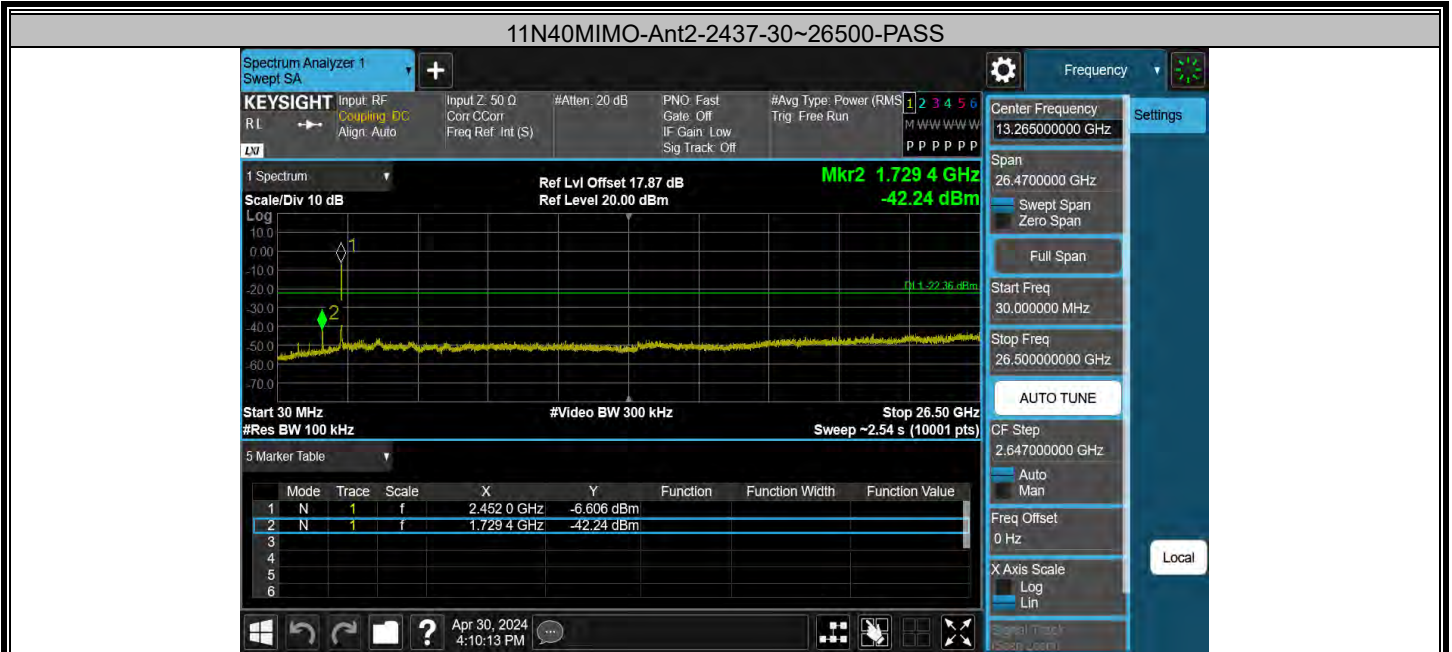 11N40MIMO-Ant2-2437-30~26500-PASS
Spectrum Analyzer 1
Swept SA
+
Frequency
KEYSIGHT
RL
LXI
Input: RF
Coupling: DC
Align: Auto
Input Z: 50 Ω
Corr CCorr
Freq Ref: Int (S)
#Atten: 20 dB
PNO: Fast
Gate: Off
IF Gain: Low
Sig Track: Off
#Avg Type: Power (RMS
Trig: Free Run
1 2 3 4 5 6
M W W W W W
P P P P P P
1 Spectrum
Scale/Div 10 dB
Ref Lvl Offset 17.87 dB
Ref Level 20.00 dBm
Mkr2 1.729 4 GHz
-42.24 dBm
Log
10.0
0.00
-10.0
-20.0
-30.0
-40.0
-50.0
-60.0
-70.0
1
2
DL1 -22.36 dBm
Start 30 MHz
#Res BW 100 kHz
#Video BW 300 kHz
Stop 26.50 GHz
Sweep ~2.54 s (10001 pts)
5 Marker Table
Mode Trace Scale X Y Function Function Width Function Value
1 N 1 f 2.452 0 GHz -6.606 dBm
2 N 1 f 1.729 4 GHz -42.24 dBm
3
4
5
6
?
Apr 30, 2024
4:10:13 PM
Center Frequency
13.265000000 GHz
Span
26.4700000 GHz
Swept Span
Zero Span
Full Span
Start Freq
30.000000 MHz
Stop Freq
26.500000000 GHz
AUTO TUNE
CF Step
2.647000000 GHz
Auto
Man
Freq Offset
0 Hz
X Axis Scale
Log
Lin
Signal Track
(Span Zoom)
Settings
Local